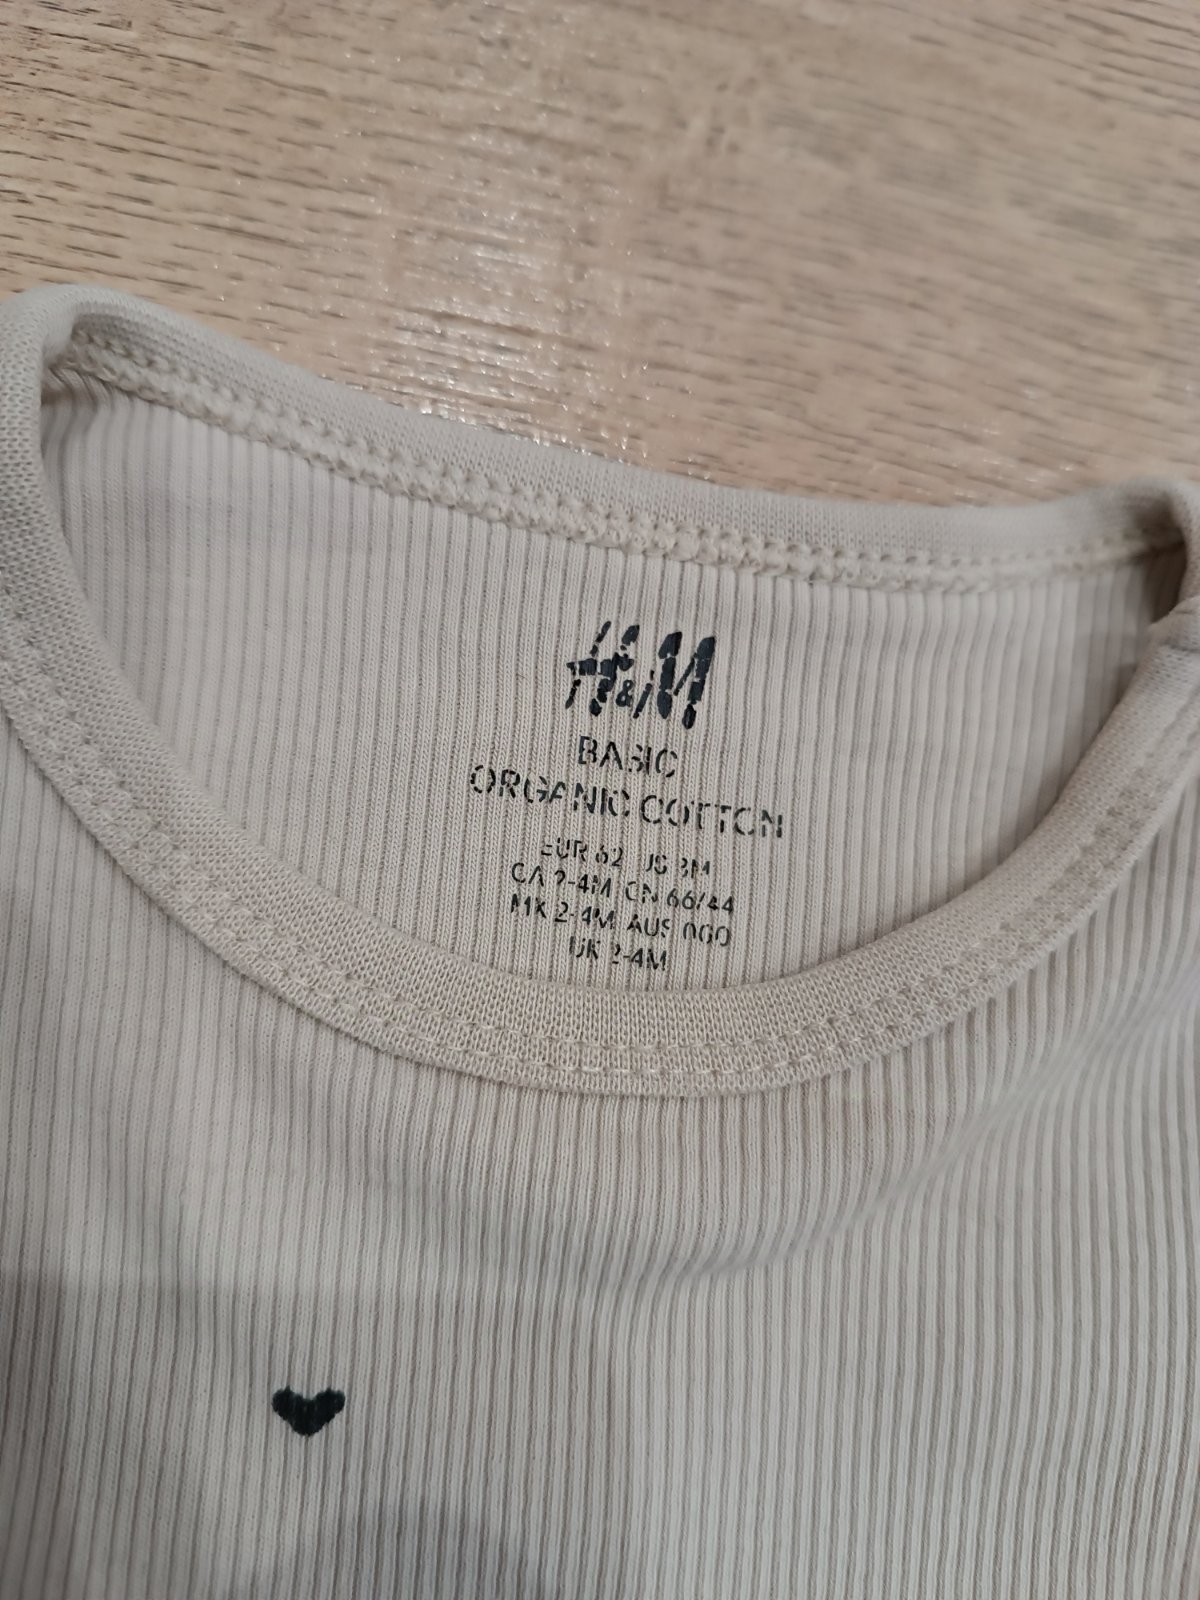 H&M
BASIC
ORGANIC COTTON
EUR 62 US 3M
CA 2-4M CN 66/44
MX 2-4M AUS 000
UK 2-4M